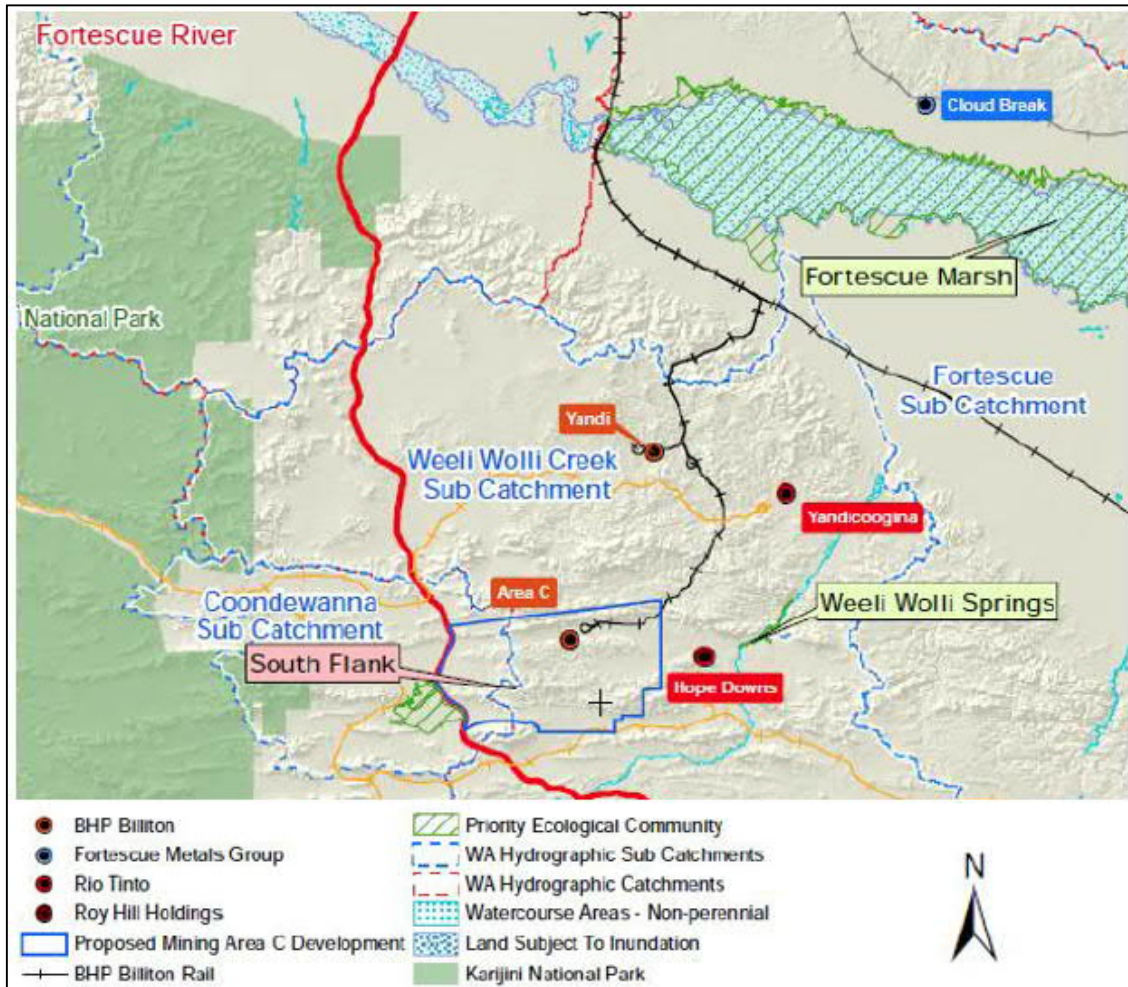 Fortescue River
Cloud Break
Fortescue Marsh
National Park
Fortescue
Sub Catchment
Yandi
Weeli Wolli Creek
Sub Catchment
Yandicoogina
Area C
Weeli Wolli Springs
Coondewanna
Sub Catchment
South Flank
Hope Downs
BHP Billiton
Fortescue Metals Group
Rio Tinto
Roy Hill Holdings
Proposed Mining Area C Development
BHP Billiton Rail
Priority Ecological Community
WA Hydrographic Sub Catchments
WA Hydrographic Catchments
Watercourse Areas - Non-perennial
Land Subject To Inundation
Karijini National Park
N